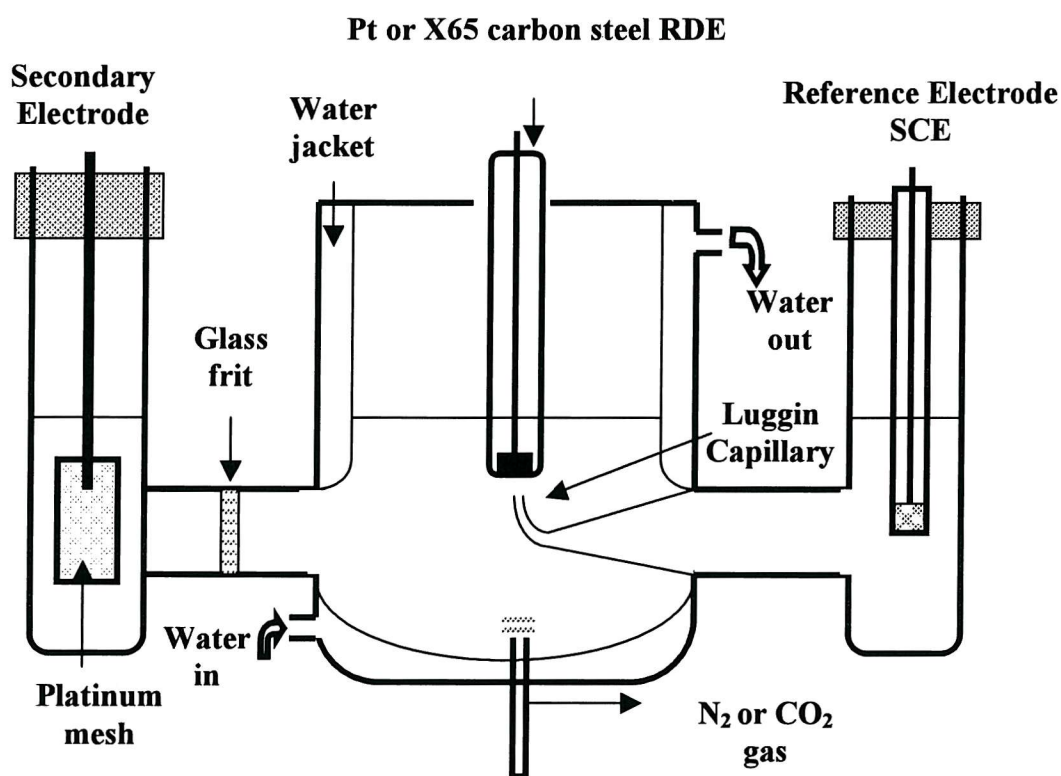 Pt or X65 carbon steel RDE
Secondary
Electrode
Water
jacket
Reference Electrode
SCE
Glass
frit
Water
out
Luggin
Capillary
Water
in
Platinum
mesh
N₂ or CO₂
gas